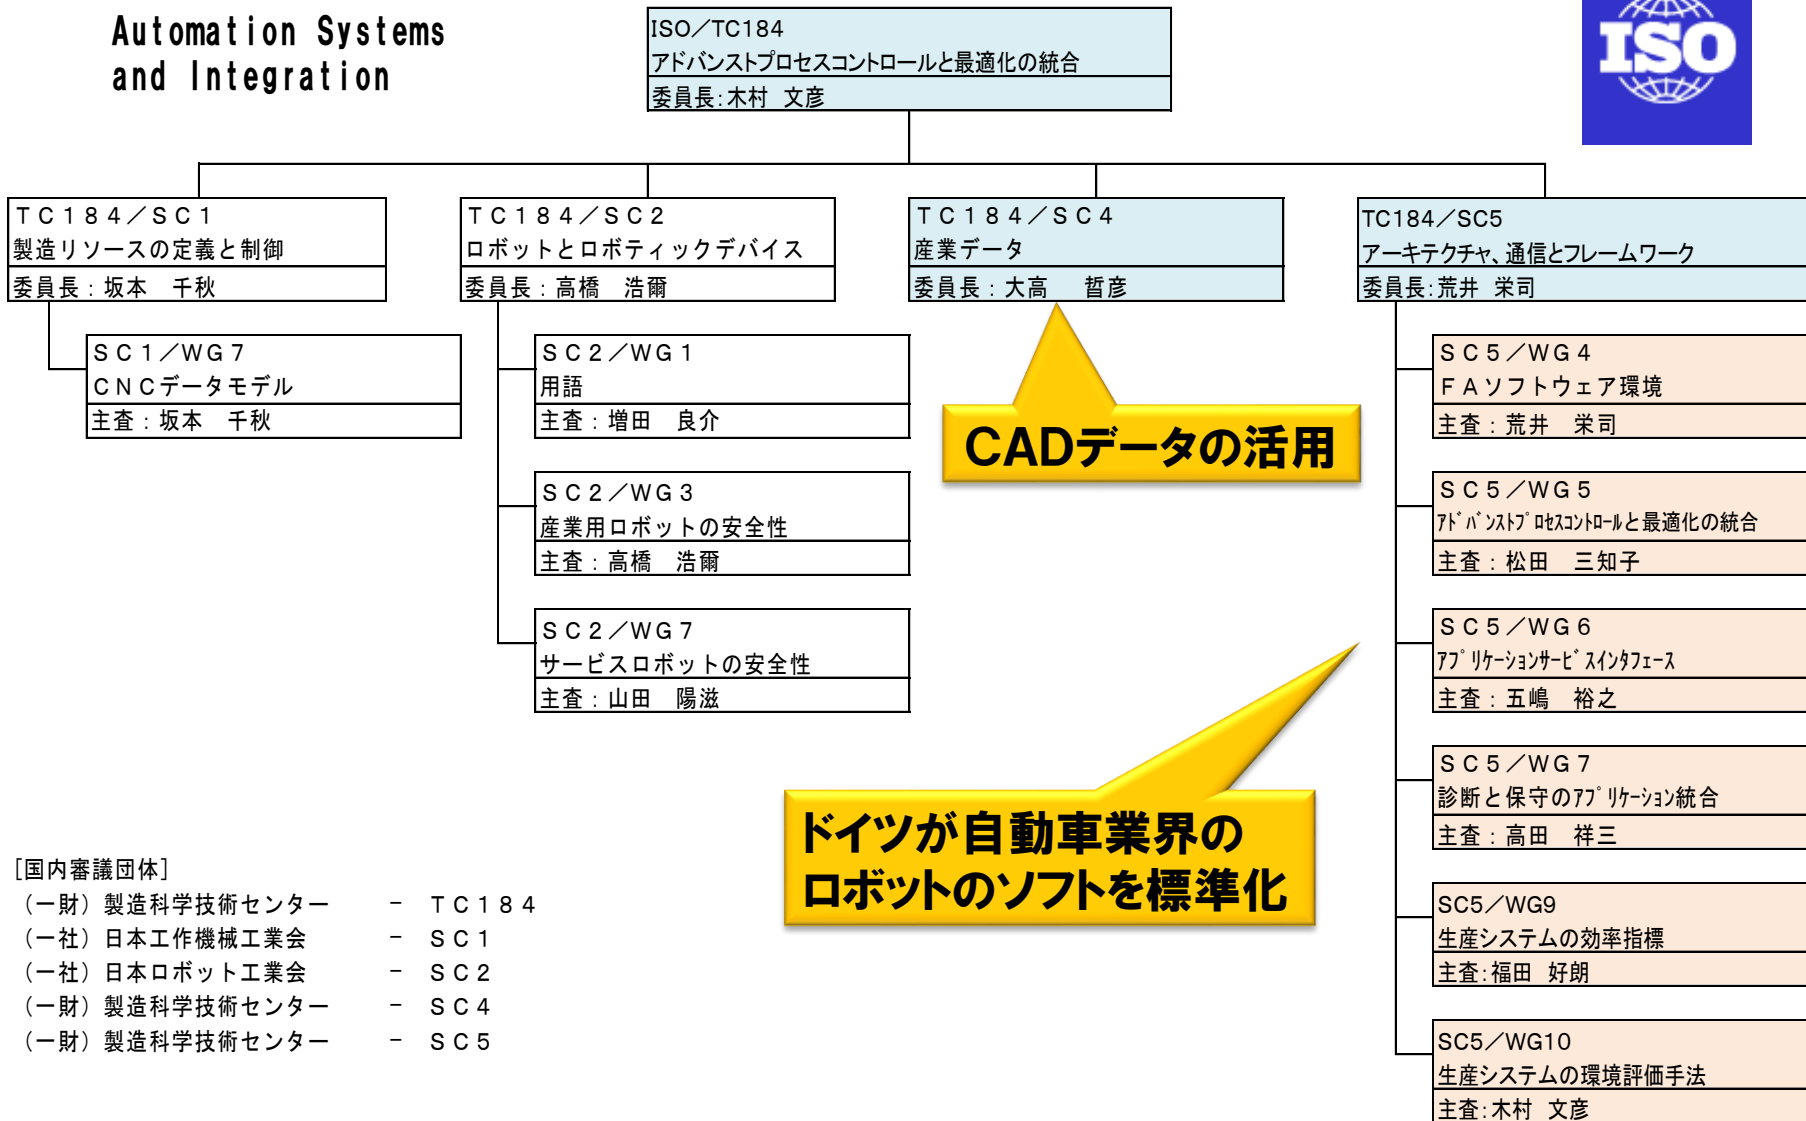 Automation Systems
and Integration
ISO／TC184
アドバンストプロセスコントロールと最適化の統合
委員長:木村　文彦
ISO
ＴＣ１８４／ＳＣ１
製造リソースの定義と制御
委員長：坂本　千秋
ＳＣ１／ＷＧ７
ＣＮＣデータモデル
主査：坂本　千秋
ＴＣ１８４／ＳＣ２
ロボットとロボティックデバイス
委員長：高橋　浩爾
ＳＣ２／ＷＧ１
用語
主査：増田　良介
ＳＣ２／ＷＧ３
産業用ロボットの安全性
主査：高橋　浩爾
ＳＣ２／ＷＧ７
サービスロボットの安全性
主査：山田　陽滋
ＴＣ１８４／ＳＣ４
産業データ
委員長：大高　哲彦
CADデータの活用
TC184／SC5
アーキテクチャ、通信とフレームワーク
委員長:荒井　栄司
ＳＣ５／ＷＧ４
ＦＡソフトウェア環境
主査：荒井　栄司
ＳＣ５／ＷＧ５
ｱﾄﾞﾊﾞﾝｽﾄﾌﾟﾛｾｽｺﾝﾄﾛｰﾙと最適化の統合
主査：松田　三知子
ＳＣ５／ＷＧ６
ｱﾌﾟﾘｹｰｼｮﾝｻｰﾋﾞｽｲﾝﾀﾌｪｰｽ
主査：五嶋　裕之
ＳＣ５／ＷＧ７
診断と保守のｱﾌﾟﾘｹｰｼｮﾝ統合
主査：高田　祥三
SC5／WG9
生産システムの効率指標
主査:福田　好朗
SC5／WG10
生産システムの環境評価手法
主査:木村　文彦
ドイツが自動車業界の
ロボットのソフトを標準化
［国内審議団体］
（一財）製造科学技術センター　－　ＴＣ１８４
（一社）日本工作機械工業会　－　ＳＣ１
（一社）日本ロボット工業会　－　ＳＣ２
（一財）製造科学技術センター　－　ＳＣ４
（一財）製造科学技術センター　－　ＳＣ５